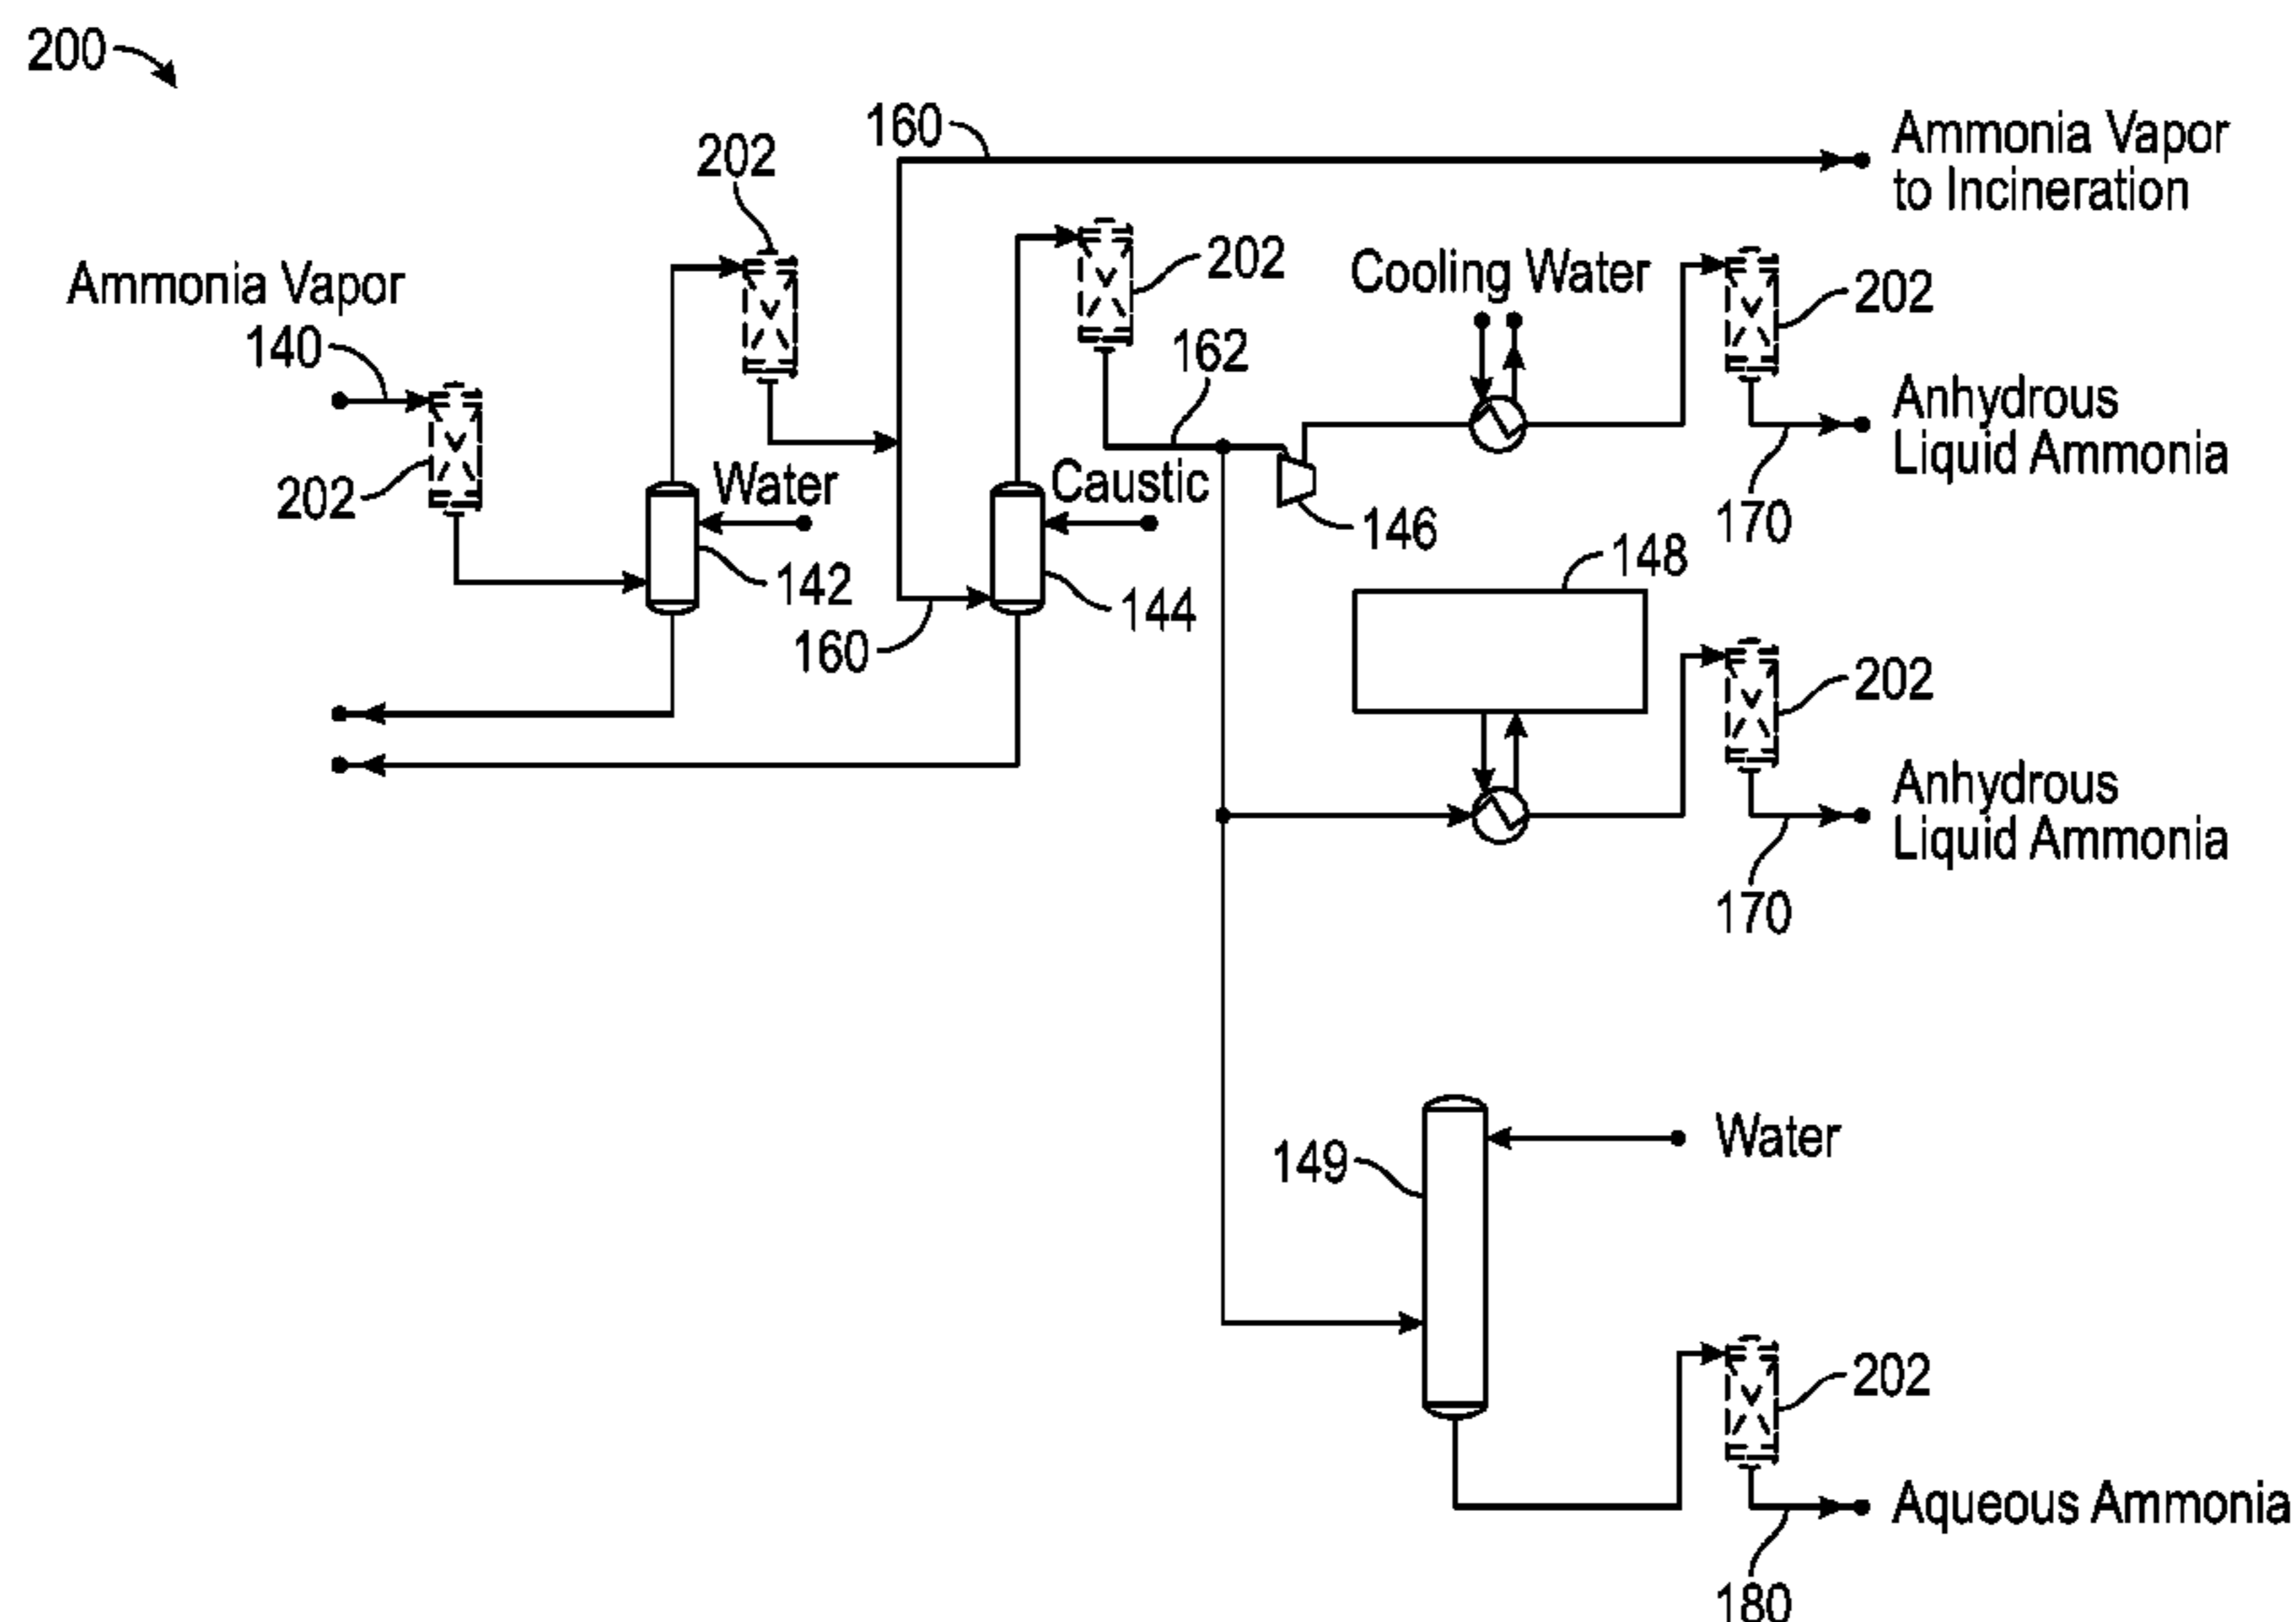 200
160
Ammonia Vapor
to Incineration
202
202
Cooling Water
202
Ammonia Vapor
140
162
Anhydrous
Liquid Ammonia
202
Water
Caustic
146
170
142
144
148
160
202
Anhydrous
Liquid Ammonia
170
149
Water
202
Aqueous Ammonia
180